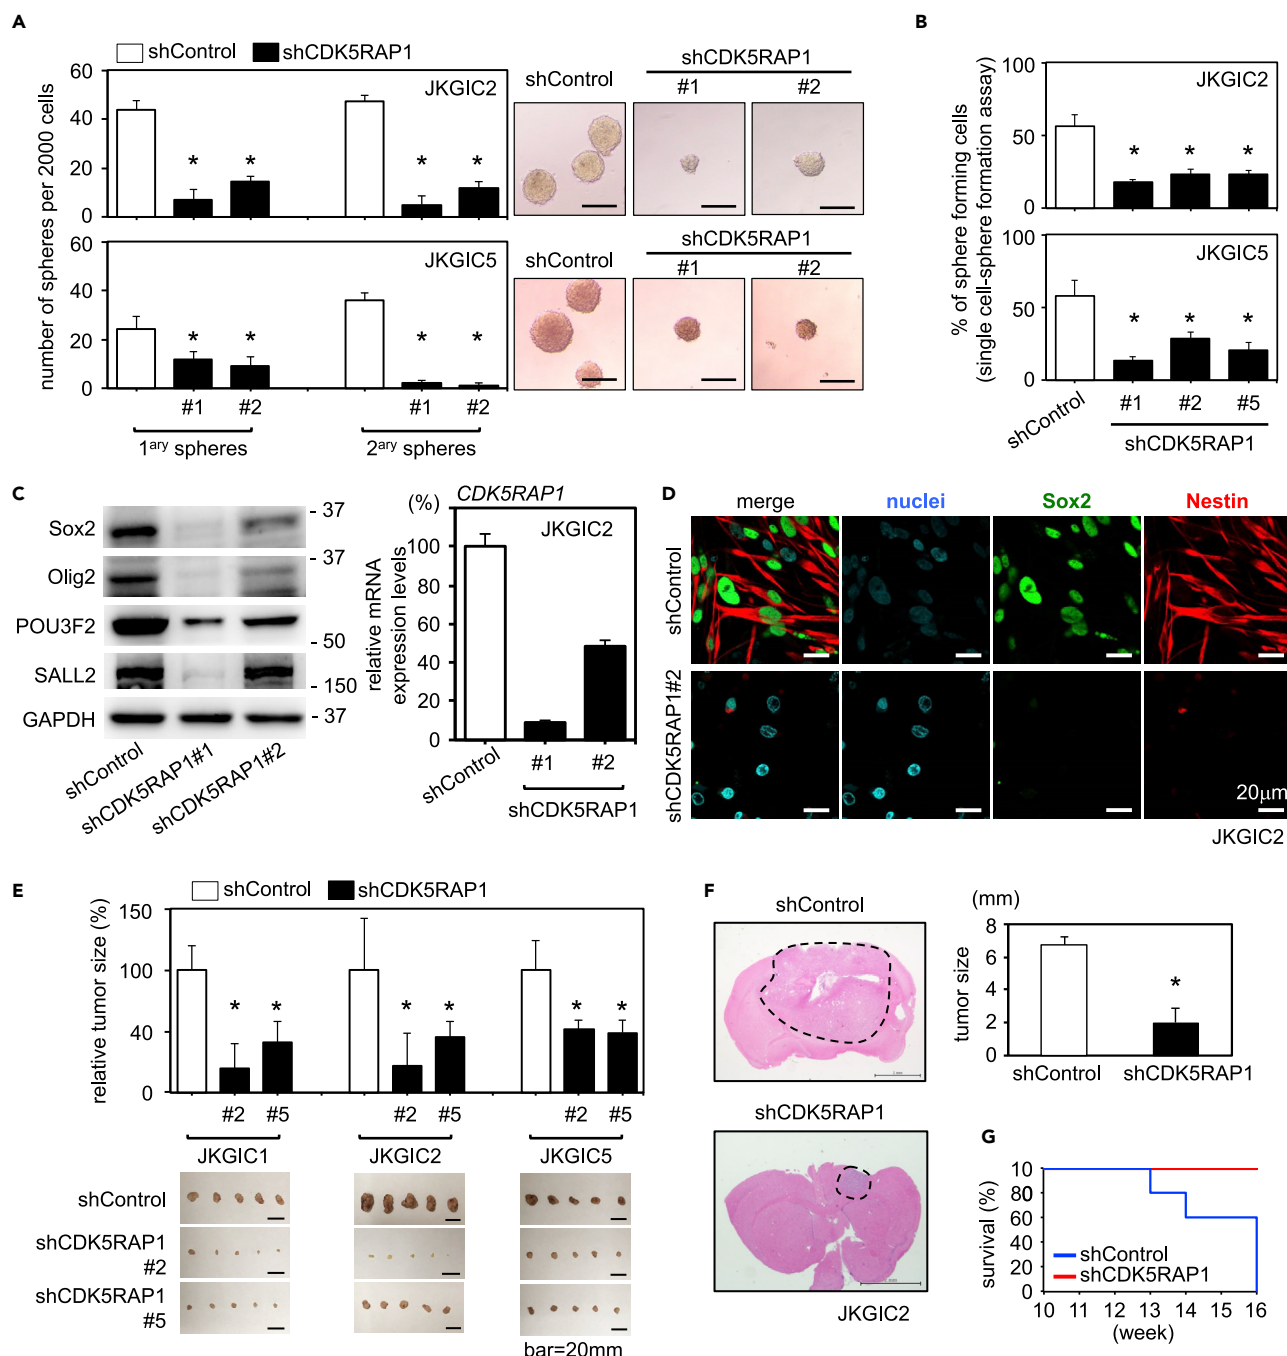 A
shControl shCDK5RAP1
number of spheres per 2000 cells
60
40
20
0
JKGIC2
* * * *
60
40
20
0
JKGIC5
* * * *
#1 #2 #1 #2
1ary spheres 2ary spheres
shControl
shCDK5RAP1
#1 #2
shControl
shCDK5RAP1
#1 #2
B
% of sphere forming cells
(single cell-sphere formation assay)
100
50
0
JKGIC2
* * *
100
50
0
JKGIC5
* * *
shControl #1 #2 #5
shCDK5RAP1
C
Sox2
Olig2
POU3F2
SALL2
GAPDH
- 37
- 37
- 50
- 150
- 37
shControl
shCDK5RAP1#1
shCDK5RAP1#2
(%) CDK5RAP1
JKGIC2
relative mRNA
expression levels
100
80
60
40
20
0
shControl #1 #2
shCDK5RAP1
D
merge nuclei Sox2 Nestin
shControl
shCDK5RAP1#2
20μm
JKGIC2
E
shControl shCDK5RAP1
relative tumor size (%)
150
100
40
0
* * * * * *
#2 #5 #2 #5 #2 #5
JKGIC1 JKGIC2 JKGIC5
shControl
shCDK5RAP1
#2
shCDK5RAP1
#5
bar=20mm
F
shControl
shCDK5RAP1
JKGIC2
(mm)
tumor size
8
6
4
2
0
*
shControl shCDK5RAP1
G
survival (%)
10
80
60
40
20
0
shControl
shCDK5RAP1
10 11 12 13 14 15 16
(week)